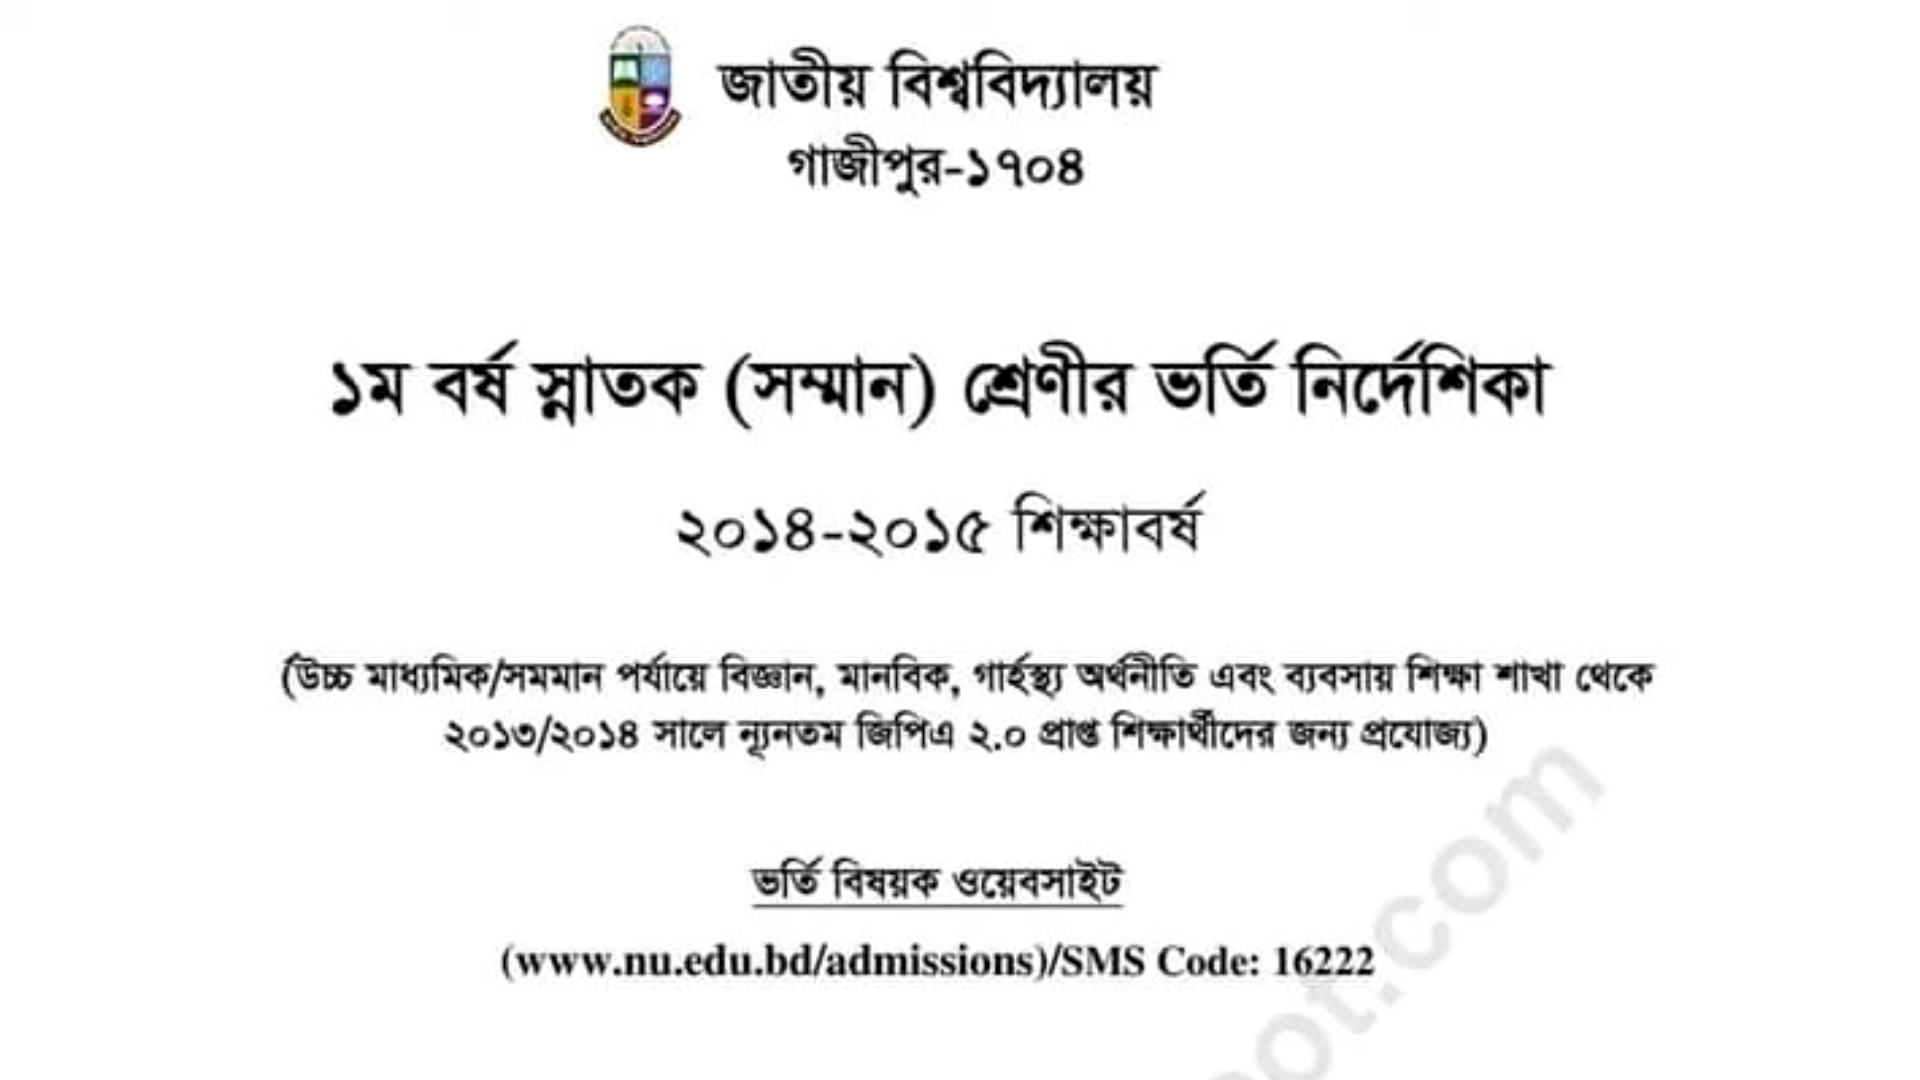 জাতীয় বিশ্ববিদ্যালয়
গাজীপুর-১৭০৪
১ম বর্ষ স্নাতক (সম্মান) শ্রেণীর ভর্তি নির্দেশিকা
২০১৪-২০১৫ শিক্ষাবর্ষ
(উচ্চ মাধ্যমিক/সমমান পর্যায়ে বিজ্ঞান, মানবিক, গার্হস্থ্য অর্থনীতি এবং ব্যবসায় শিক্ষা শাখা থেকে
২০১৩/২০১৪ সালে ন্যূনতম জিপিএ ২.০ প্রাপ্ত শিক্ষার্থীদের জন্য প্রযোজ্য)
ভর্তি বিষয়ক ওয়েবসাইট
(www.nu.edu.bd/admissions)/SMS Code: 16222
ot.com